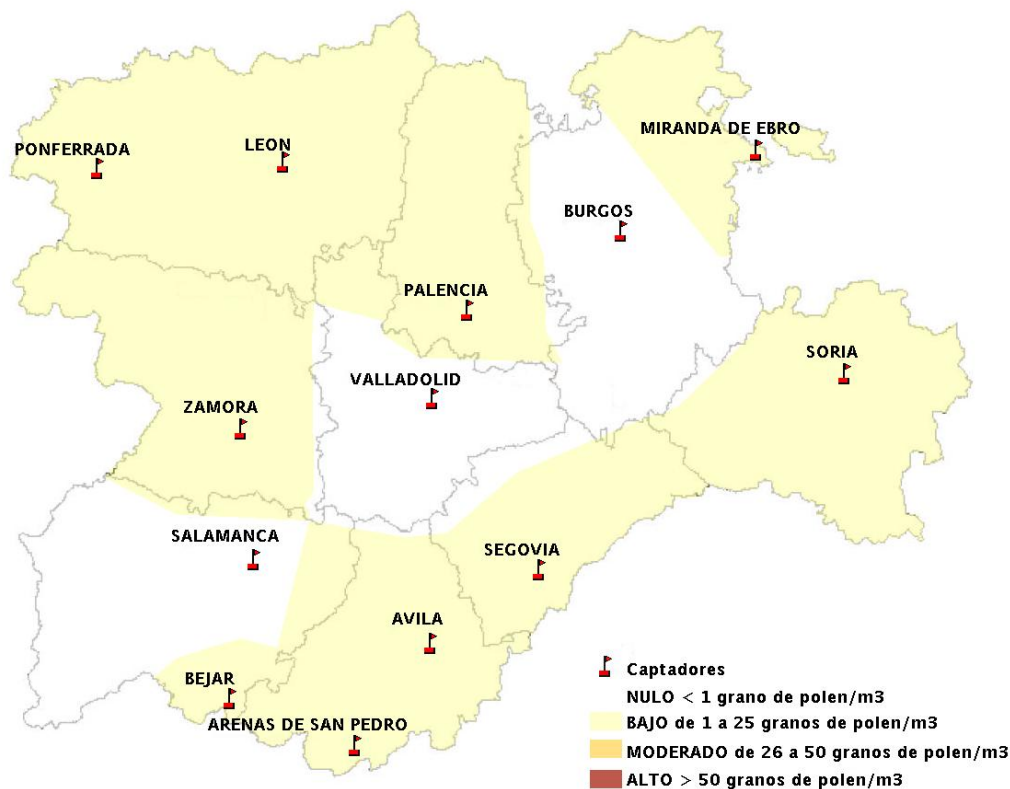 MIRANDA DE EBRO
PONFERRADA
LEON
BURGOS
PALENCIA
SORIA
VALLADOLID
ZAMORA
SALAMANCA
SEGOVIA
AVILA
BEJAR
ARENAS DE SAN PEDRO
Captadores
NULO < 1 grano de polen/m3
BAJO de 1 a 25 granos de polen/m3
MODERADO de 26 a 50 granos de polen/m3
ALTO > 50 granos de polen/m3